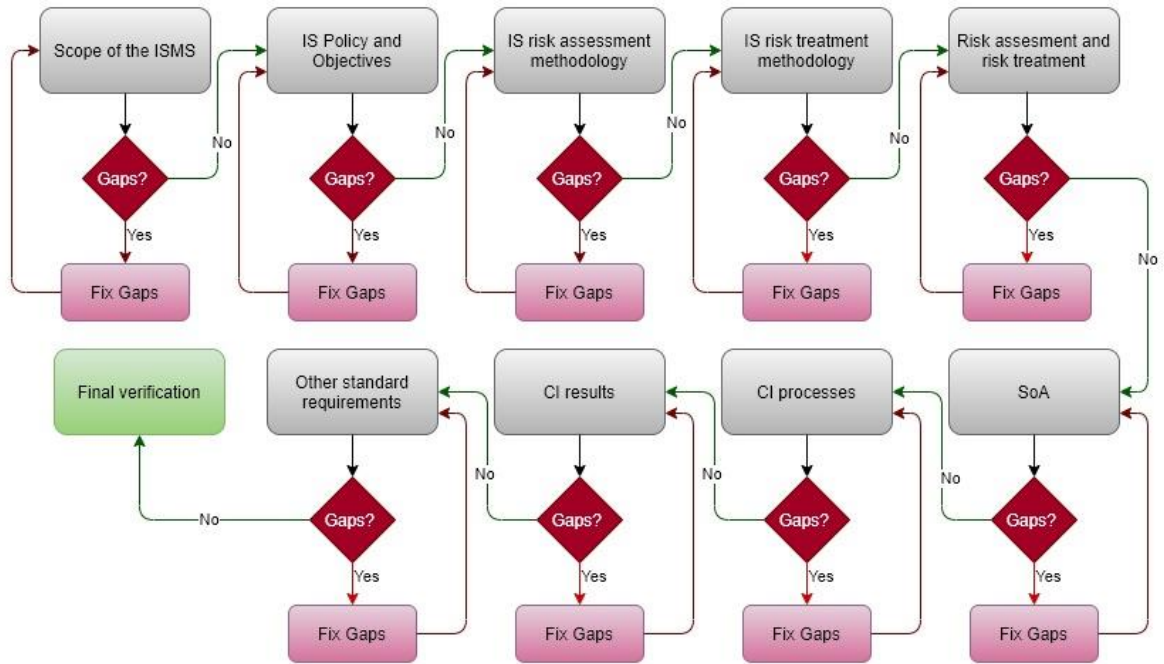 Scope of the ISMS
IS Policy and
Objectives
IS risk assessment
methodology
IS risk treatment
methodology
Risk assesment and
risk treatment
No
No
No
No
Gaps?
Gaps?
Gaps?
Gaps?
Gaps?
Yes
Yes
Yes
Yes
Yes
No
Fix Gaps
Fix Gaps
Fix Gaps
Fix Gaps
Fix Gaps
Final verification
Other standard
requirements
CI results
CI processes
SoA
No
No
No
No
Gaps?
Gaps?
Gaps?
Gaps?
Yes
Yes
Yes
Yes
Fix Gaps
Fix Gaps
Fix Gaps
Fix Gaps